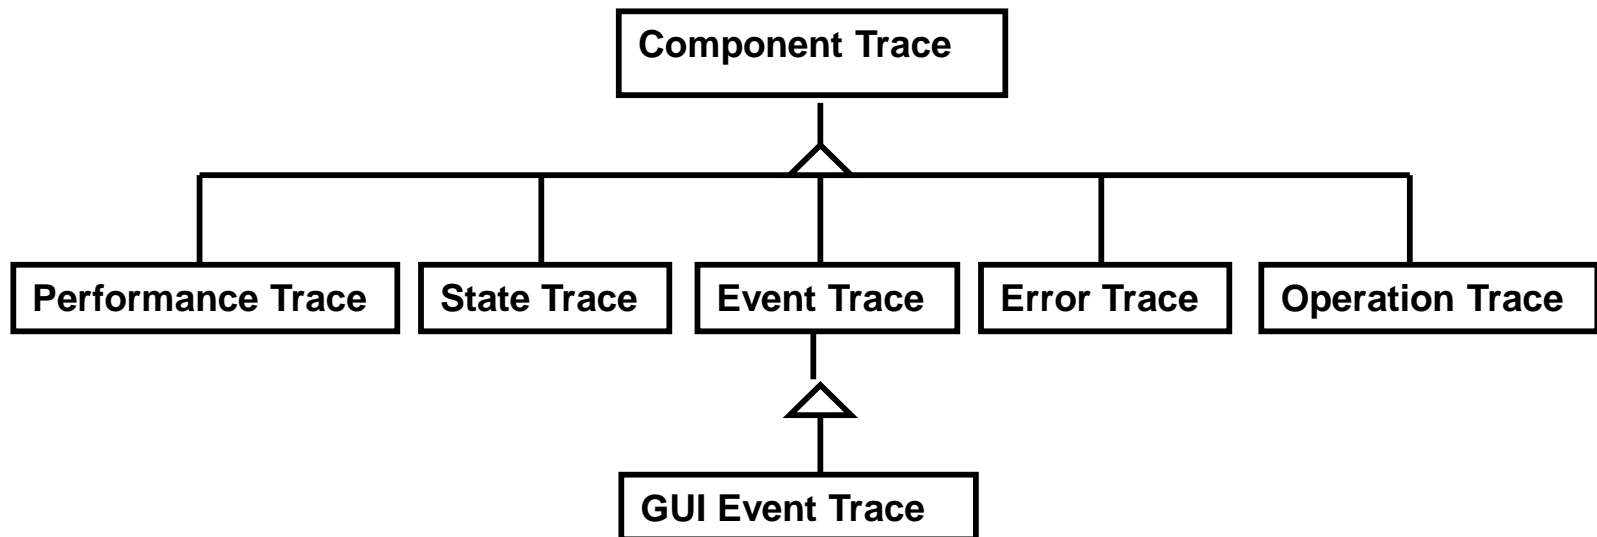 Component Trace
Performance Trace
State Trace
Event Trace
Error Trace
Operation Trace
GUI Event Trace